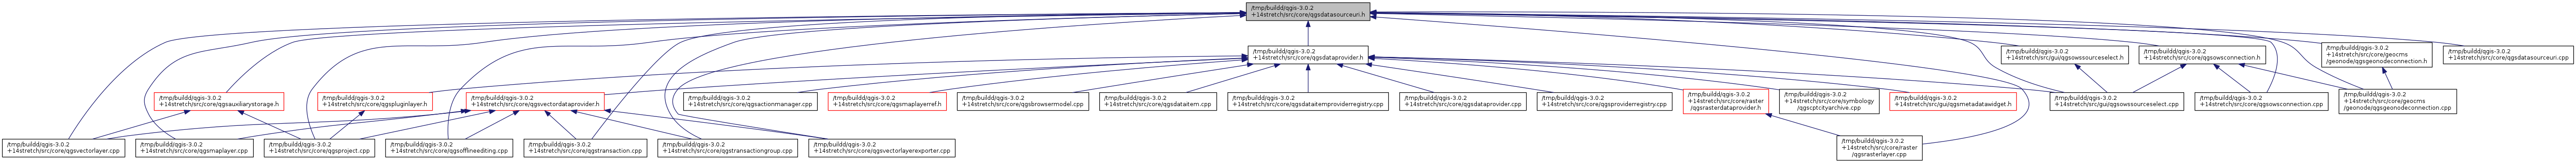 /tmp/buildd/qgis-3.0.2
+14stretch/src/core/qgsdatasourceuri.h
/tmp/buildd/qgis-3.0.2
+14stretch/src/core/qgsdataprovider.h
/tmp/buildd/qgis-3.0.2
+14stretch/src/gui/qgsowssourceselect.h
/tmp/buildd/qgis-3.0.2
+14stretch/src/core/qgsowsconnection.h
/tmp/buildd/qgis-3.0.2
+14stretch/src/core/geocms
/geonode/qgsgeonodeconnection.h
/tmp/buildd/qgis-3.0.2
+14stretch/src/core/qgsdatasourceuri.cpp
/tmp/buildd/qgis-3.0.2
+14stretch/src/core/qgsauxiliarystorage.h
/tmp/buildd/qgis-3.0.2
+14stretch/src/core/qgspluginlayer.h
/tmp/buildd/qgis-3.0.2
+14stretch/src/core/qgsvectordataprovider.h
/tmp/buildd/qgis-3.0.2
+14stretch/src/core/qgsactionmanager.cpp
/tmp/buildd/qgis-3.0.2
+14stretch/src/core/qgsmaplayerref.h
/tmp/buildd/qgis-3.0.2
+14stretch/src/core/qgsbrowsermodel.cpp
/tmp/buildd/qgis-3.0.2
+14stretch/src/core/qgsdataitem.cpp
/tmp/buildd/qgis-3.0.2
+14stretch/src/core/qgsdataitemproviderregistry.cpp
/tmp/buildd/qgis-3.0.2
+14stretch/src/core/qgsdataprovider.cpp
/tmp/buildd/qgis-3.0.2
+14stretch/src/core/qgsproviderregistry.cpp
/tmp/buildd/qgis-3.0.2
+14stretch/src/core/raster
/qgsrasterdataprovider.h
/tmp/buildd/qgis-3.0.2
+14stretch/src/core/symbology
/qgscptcityarchive.cpp
/tmp/buildd/qgis-3.0.2
+14stretch/src/gui/qgsmetadatawidget.h
/tmp/buildd/qgis-3.0.2
+14stretch/src/gui/qgsowssourceselect.cpp
/tmp/buildd/qgis-3.0.2
+14stretch/src/core/qgsowsconnection.cpp
/tmp/buildd/qgis-3.0.2
+14stretch/src/core/geocms
/geonode/qgsgeonodeconnection.cpp
/tmp/buildd/qgis-3.0.2
+14stretch/src/core/qgsvectorlayer.cpp
/tmp/buildd/qgis-3.0.2
+14stretch/src/core/qgsmaplayer.cpp
/tmp/buildd/qgis-3.0.2
+14stretch/src/core/qgsproject.cpp
/tmp/buildd/qgis-3.0.2
+14stretch/src/core/qgsofflineediting.cpp
/tmp/buildd/qgis-3.0.2
+14stretch/src/core/qgstransaction.cpp
/tmp/buildd/qgis-3.0.2
+14stretch/src/core/qgstransactiongroup.cpp
/tmp/buildd/qgis-3.0.2
+14stretch/src/core/qgsvectorlayerexporter.cpp
/tmp/buildd/qgis-3.0.2
+14stretch/src/core/raster
/qgsrasterlayer.cpp